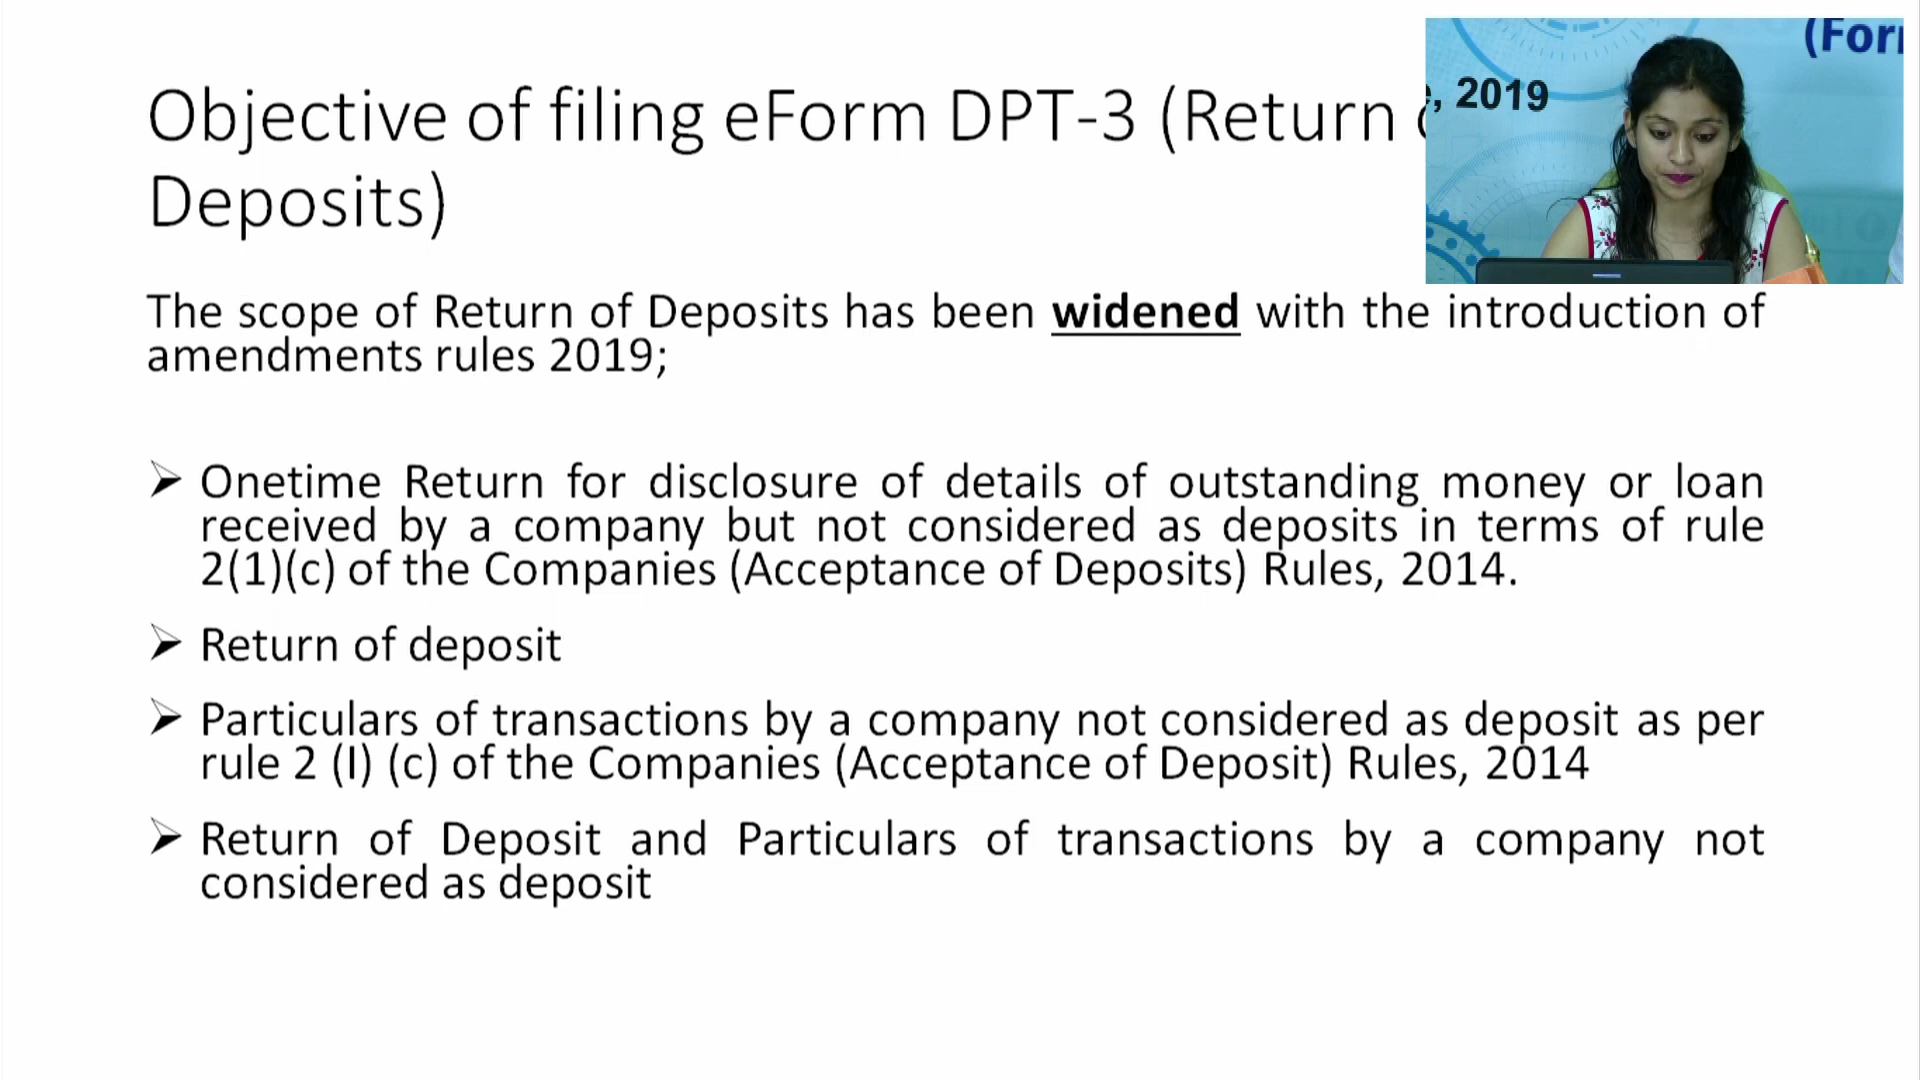 Objective of filing eForm DPT-3 (Return
Deposits)
, 2019
(For
The scope of Return of Deposits has been widened with the introduction of
amendments rules 2019;
➢ Onetime Return for disclosure of details of outstanding money or loan
received by a company but not considered as deposits in terms of rule
2(1)(c) of the Companies (Acceptance of Deposits) Rules, 2014.
➢ Return of deposit
➢ Particulars of transactions by a company not considered as deposit as per
rule 2 (I) (c) of the Companies (Acceptance of Deposit) Rules, 2014
➢ Return of Deposit and Particulars of transactions by a company not
considered as deposit